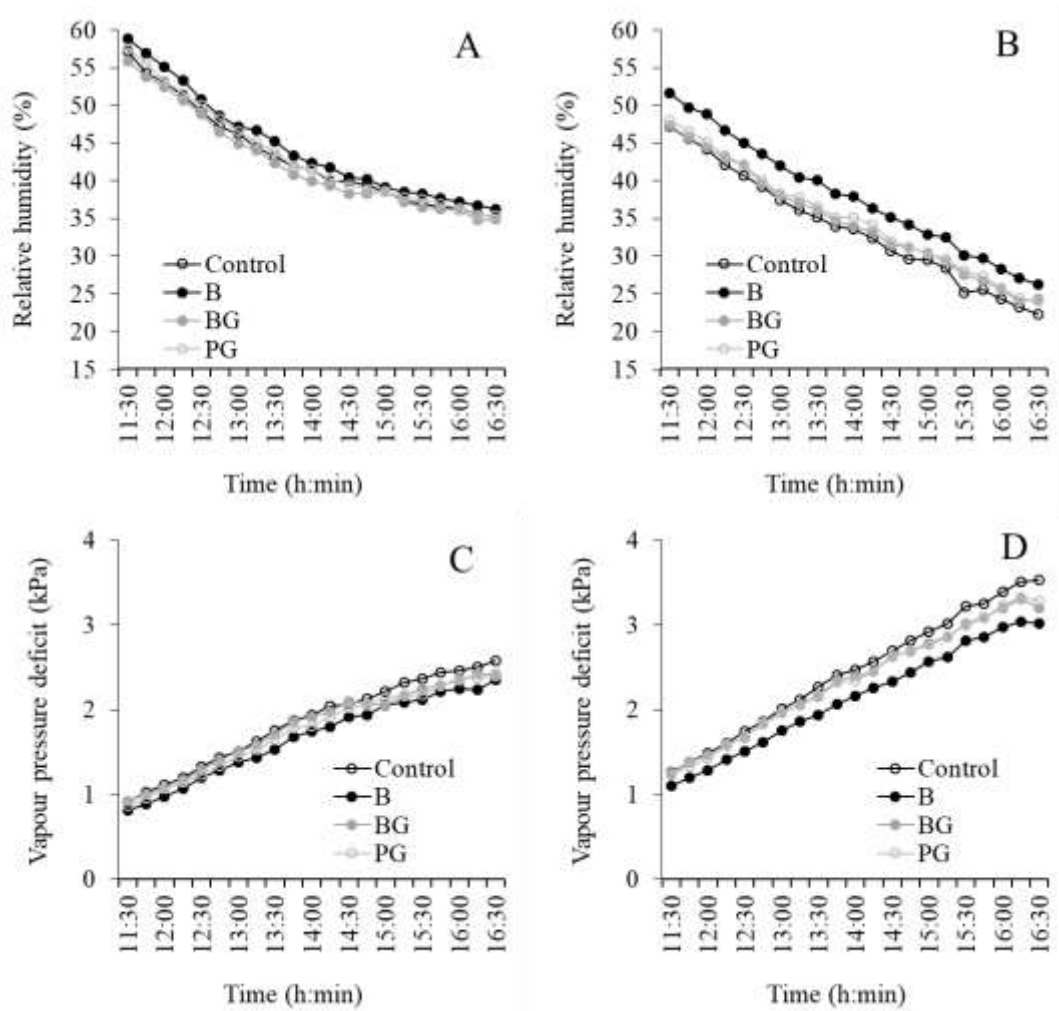 A
Relative humidity (%)
60
55
50
45
40
35
30
25
20
15
Control
B
BG
PG
11:30
12:00
12:30
13:00
13:30
14:00
14:30
15:00
15:30
16:00
16:30
Time (h:min)
B
Relative humidity (%)
60
55
50
45
40
35
30
25
20
15
Control
B
BG
PG
11:30
12:00
12:30
13:00
13:30
14:00
14:30
15:00
15:30
16:00
16:30
Time (h:min)
C
Vapour pressure deficit (kPa)
4
3
2
1
0
Control
B
BG
PG
11:30
12:00
12:30
13:00
13:30
14:00
14:30
15:00
15:30
16:00
16:30
Time (h:min)
D
Vapour pressure deficit (kPa)
4
3
2
1
0
Control
B
BG
PG
11:30
12:00
12:30
13:00
13:30
14:00
14:30
15:00
15:30
16:00
16:30
Time (h:min)